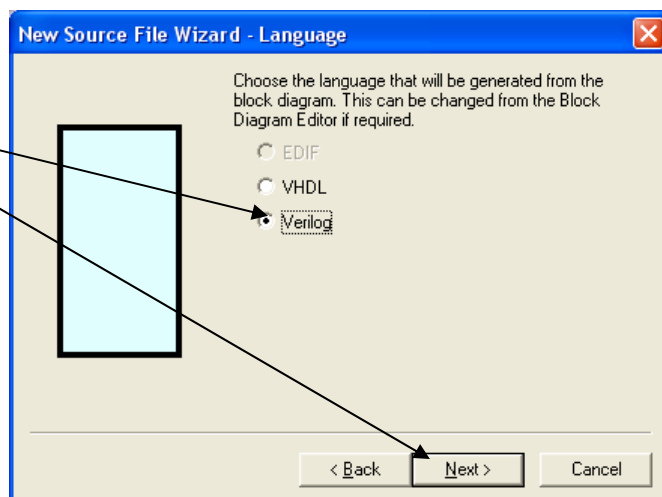 New Source File Wizard - Language
Choose the language that will be generated from the
block diagram. This can be changed from the Block
Diagram Editor if required.
EDIF
VHDL
Verilog
< Back Next > Cancel